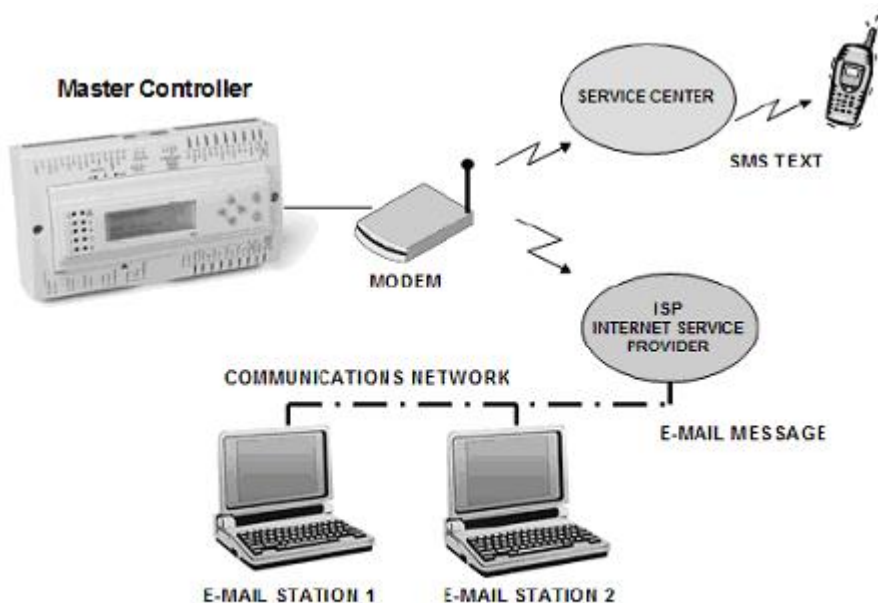 Master Controller
SERVICE CENTER
SMS TEXT
MODEM
ISP
INTERNET SERVICE
PROVIDER
COMMUNICATIONS NETWORK
E-MAIL MESSAGE
E-MAIL STATION 1
E-MAIL STATION 2